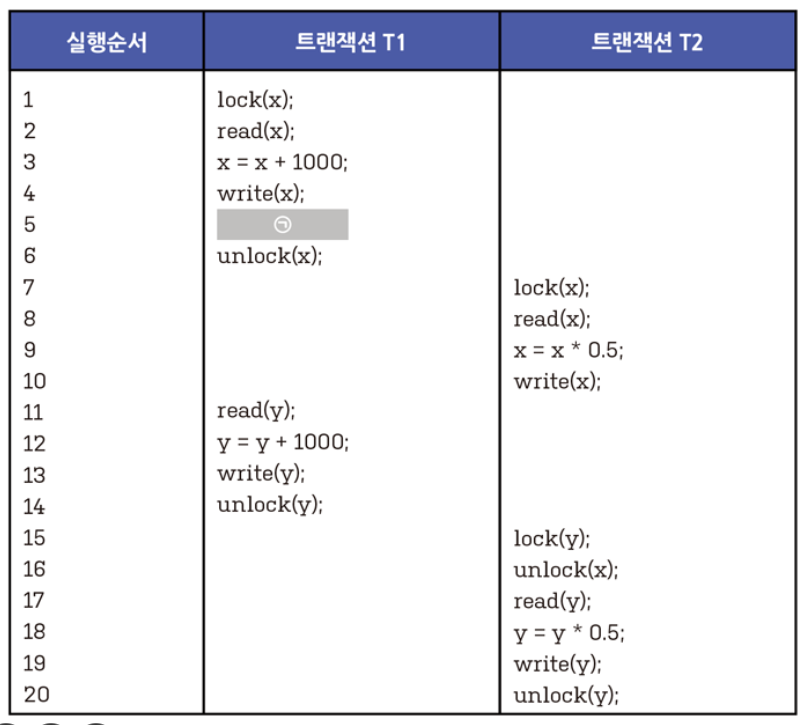 실행순서 트랜잭션 T1 트랜잭션 T2
1 lock(x);
2 read(x);
3 x = x + 1000;
4 write(x);
5 ㉠
6 unlock(x);
7 lock(x);
8 read(x);
9 x = x * 0.5;
10 write(x);
11 read(y);
12 y = y + 1000;
13 write(y);
14 unlock(y);
15 lock(y);
16 unlock(x);
17 read(y);
18 y = y * 0.5;
19 write(y);
20 unlock(y);